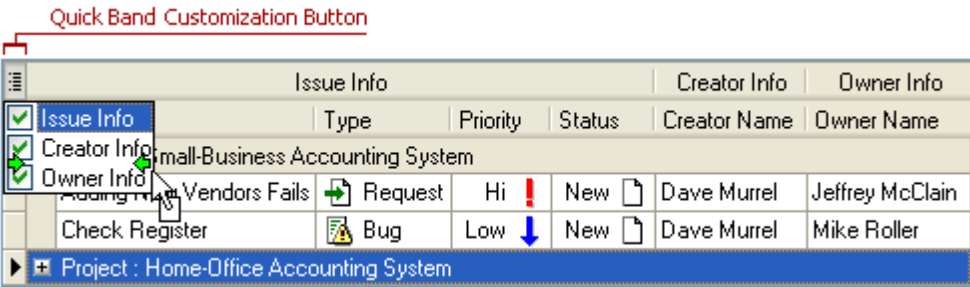 Quick Band Customization Button
Issue Info Creator Info Owner Info
Issue Info Type Priority Status Creator Name Owner Name
Creator Info mall-Business Accounting System
Owner Info
Adding New Vendors Fails Request Hi New Dave Murrel Jeffrey McClain
Check Register Bug Low New Dave Murrel Mike Roller
Project : Home-Office Accounting System